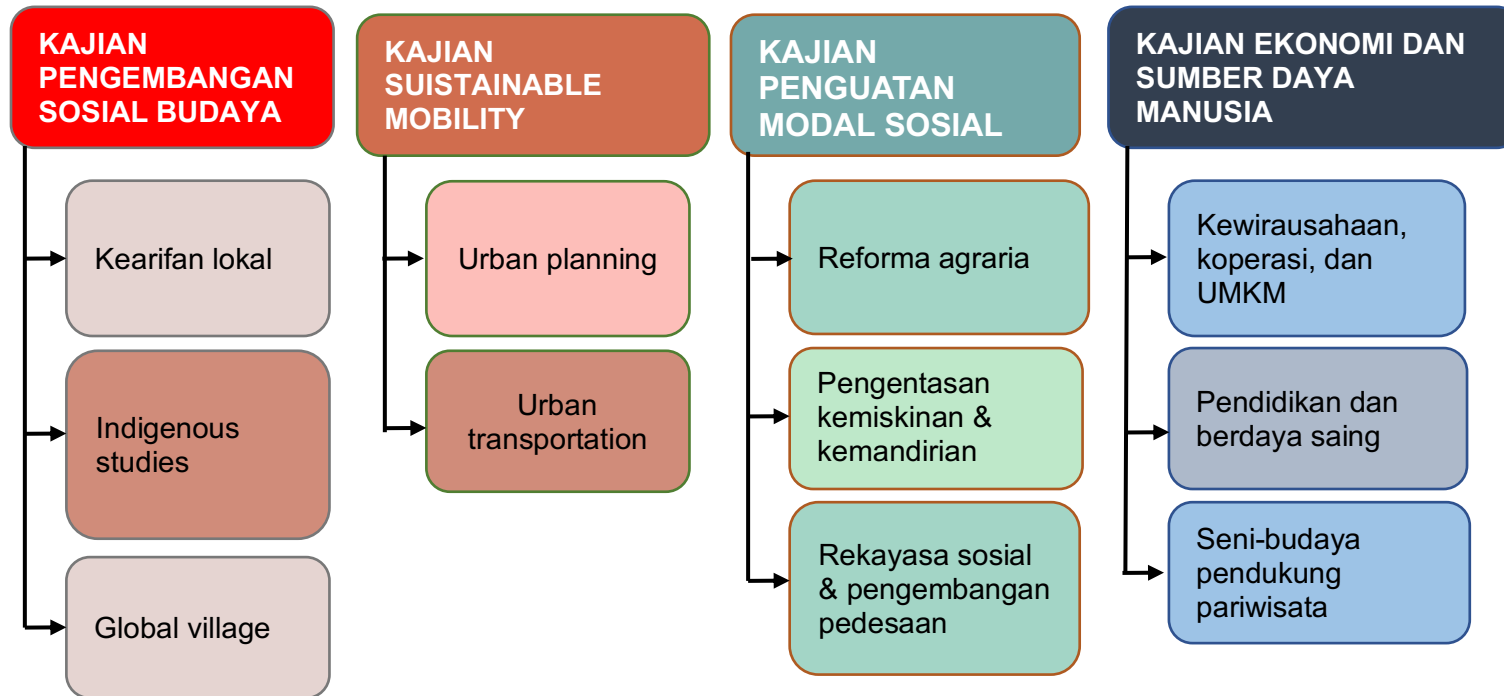 KAJIAN
PENGEMBANGAN
SOSIAL BUDAYA
Kearifan lokal
Indigenous
studies
Global village
KAJIAN
SUISTAINABLE
MOBILITY
Urban planning
Urban
transportation
KAJIAN
PENGUATAN
MODAL SOSIAL
Reforma agraria
Pengentasan
kemiskinan &
kemandirian
Rekayasa sosial
& pengembangan
pedesaan
KAJIAN EKONOMI DAN
SUMBER DAYA
MANUSIA
Kewirausahaan,
koperasi, dan
UMKM
Pendidikan dan
berdaya saing
Seni-budaya
pendukung
pariwisata